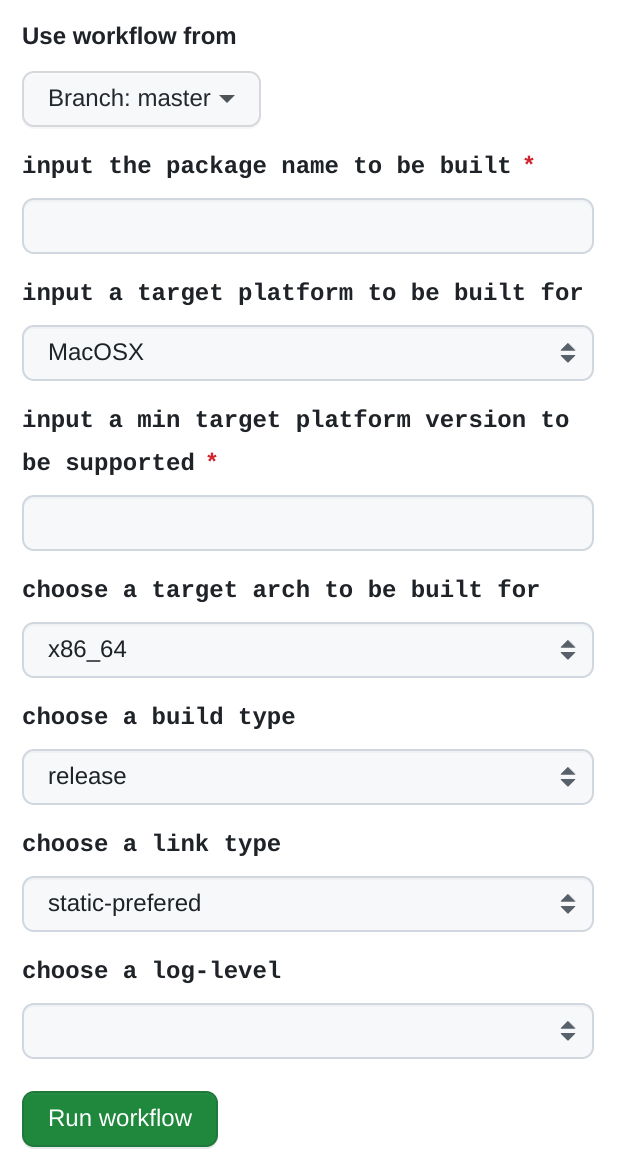 Use workflow from
Branch: master
input the package name to be built *
input a target platform to be built for
MacOSX
input a min target platform version to
be supported *
choose a target arch to be built for
x86_64
choose a build type
release
choose a link type
static-prefered
choose a log-level
Run workflow